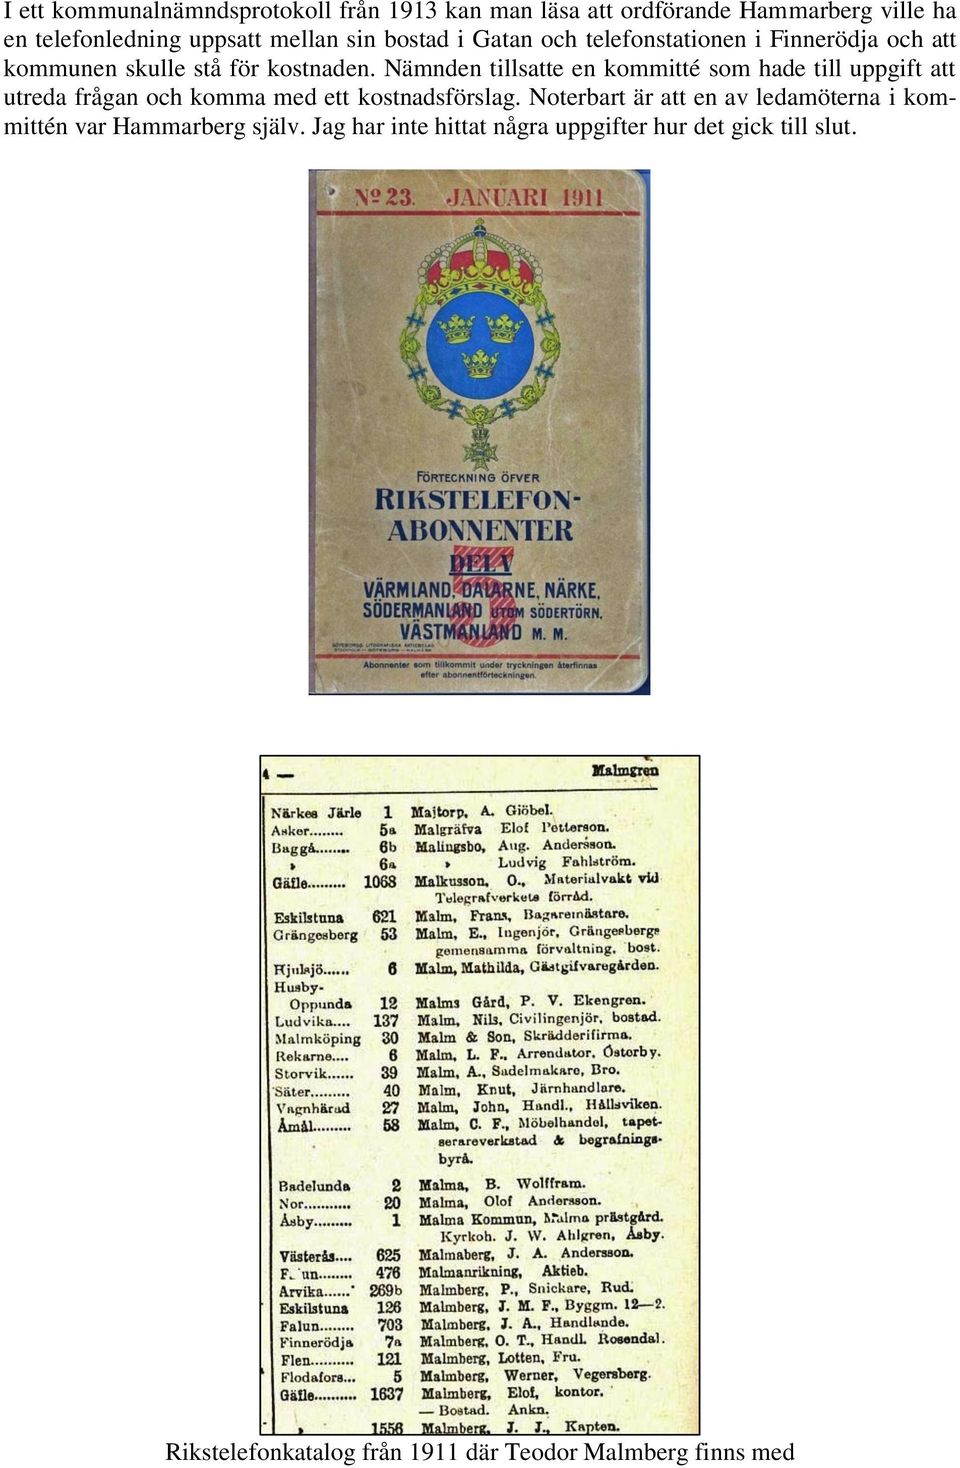 I ett kommunalnämndsprotokoll från 1913 kan man läsa att ordförande Hammarberg ville ha
en telefonledning uppsatt mellan sin bostad i Gatan och telefonstationen i Finnerödja och att
kommunen skulle stå för kostnaden. Nämnden tillsatte en kommitté som hade till uppgift att
utreda frågan och komma med ett kostnadsförslag. Noterbart är att en av ledamöterna i kom-
mittén var Hammarberg själv. Jag har inte hittat några uppgifter hur det gick till slut.
Nº 23. JANUARI 1911
FÖRTECKNING ÖFVER
RIKSTELEFON-
ABONNENTER
DEL V
5
VÄRMLAND, DALARNE, NÄRKE,
SÖDERMANLAND UTOM SÖDERTÖRN,
VÄSTMANLAND M. M.
GÖTEBORGS LITOGRAFISKA AKTIEBOLAG
STOCKHOLM — GÖTEBORG — MALMÖ
Abonnenter som tillkommit under tryckningen återfinnas
efter abonnentförteckningen.
4 — Malmgren
Närkes Järle 1 Majtorp, A. Giöbel.
Asker........ 5a Malgräfva Elof Petterson.
Baggå........ 6b Malingsbo, Aug. Andersson.
» 6a » Ludvig Fahlström.
Gäfle......... 1068 Malkusson, O., Materialvakt vid
Telegrafverkets förråd.
Eskilstuna 621 Malm, Frans, Bagaremästare.
Grängesberg 53 Malm, E., Ingenjör, Grängesbergs
gemensamma förvaltning, bost.
Hjulsjö...... 6 Malm, Mathilda, Gästgifvaregården.
Husby-
Oppunda 12 Malms Gård, P. V. Ekengren.
Ludvika.... 137 Malm, Nils, Civilingenjör, bostad.
Malmköping 30 Malm & Son, Skrädderifirma.
Rekarne.... 6 Malm, L. F., Arrendator, Östorby.
Storvik...... 39 Malm, A., Sadelmakare, Bro.
Säter......... 40 Malm, Knut, Järnhandlare.
Vagnhärad 27 Malm, John, Handl., Hållsviken.
Åmål......... 58 Malm, C. F., Möbelhandel, tapet-
serareverkstad & begrafnings-
byrå.
Badelunda 2 Malma, B. Wolffram.
Nor........... 20 Malma, Olof Andersson.
Åsby......... 1 Malma Kommun, Malma prästgård.
Kyrkoh. J. W. Ahlgren, Åsby.
Västerås.... 625 Malmaberg, J. A. Andersson.
476 Malmanrikning, Aktieb.
Arvika...... 269b Malmberg, P., Snickare, Rud.
Eskilstuna 126 Malmberg, J. M. F., Byggm. 12—2.
Falun........ 703 Malmberg, J. A., Handlande.
Finnerödja 7a Malmberg, O. T., Handl. Rosendal.
Flen.......... 121 Malmberg, Lotten, Fru.
Flodafors... 5 Malmberg, Werner, Vegersberg.
Gäfle.......... 1637 Malmberg, Elof, kontor.
— Bostad. Ankn.
» 1556 Malmberg, J. J., Kapten.
Rikstelefonkatalog från 1911 där Teodor Malmberg finns med